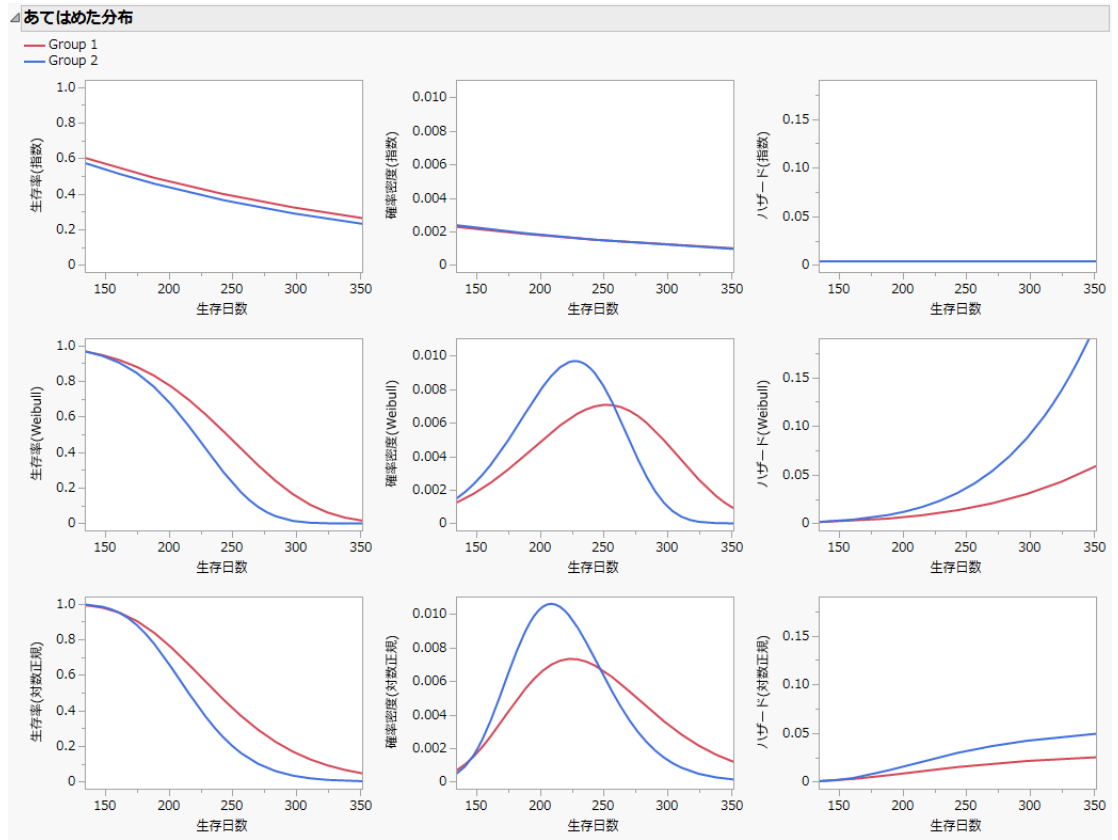 あてはめた分布
Group 1
Group 2
生存率(指数)
1.0
0.8
0.6
0.4
0.2
0
150 200 250 300 350
生存日数
確率密度(指数)
0.010
0.008
0.006
0.004
0.002
0
150 200 250 300 350
生存日数
ハザード(指数)
0.15
0.10
0.05
0
150 200 250 300 350
生存日数
生存率(Weibull)
1.0
0.8
0.6
0.4
0.2
0
150 200 250 300 350
生存日数
確率密度(Weibull)
0.010
0.008
0.006
0.004
0.002
0
150 200 250 300 350
生存日数
ハザード(Weibull)
0.15
0.10
0.05
0
150 200 250 300 350
生存日数
生存率(対数正規)
1.0
0.8
0.6
0.4
0.2
0
150 200 250 300 350
生存日数
確率密度(対数正規)
0.010
0.008
0.006
0.004
0.002
0
150 200 250 300 350
生存日数
ハザード(対数正規)
0.15
0.10
0.05
0
150 200 250 300 350
生存日数